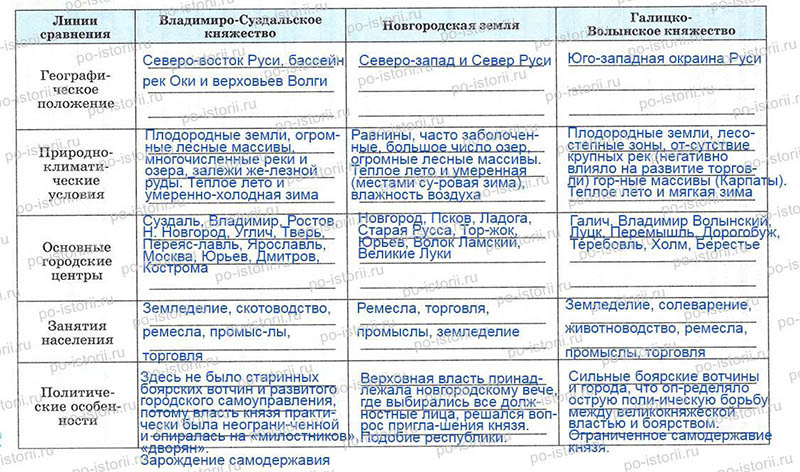 Линии
сравнения
Владимиро-Суздальское
княжество
Новгородская земля
Галицко-
Волынское княжество
Географи-
ческое
положение
Северо-восток Руси, бассейн
рек Оки и верховьев Волги
Северо-запад и Север Руси
Юго-западная окраина Руси
Природно-
климати-
ческие
условия
Плодородные земли, огром-
ные лесные массивы,
многочисленные реки и
озера, залежи же-лезной
руды. Теплое лето и
умеренно-холодная зима
Равнины, часто заболочен-
ные, большое число озер,
огромные лесные массивы.
Теплое лето и умеренная
(местами су-ровая зима),
влажность воздуха
Плодородные земли, лесо-
степные зоны, от-сутствие
крупных рек (негативно
влияло на развитие торгов-
ли) гор-ные массивы (Карпаты).
Теплое лето и мягкая зима
Основные
городские
центры
Суздаль, Владимир, Ростов,
Н. Новгород, Углич, Тверь,
Переяс-лавль, Ярославль,
Москва, Юрьев, Дмитров,
Кострома
Новгород, Псков, Ладога,
Старая Русса, Тор-жок,
Юрьев, Волок Ламский,
Великие Луки
Галич, Владимир Волынский,
Луцк, Перемышль, Дорогобуж,
Теребовль, Холм, Берестье
Занятия
населения
Земледелие, скотоводство,
ремесла, промыс-лы,
торговля
Ремесла, торговля,
промыслы, земледелие
Земледелие, солеварение,
животноводство, ремесла,
промыслы, торговля
Политиче-
ские особен-
ности
Здесь не было старинных
боярских вотчин и развитого
городского самоуправления,
потому власть князя практи-
чески была неограни-ченной
и опиралась на «милостников»,
«дворян».
Зарождение самодержавия
Верховная власть принад-
лежала новгородскому вече,
где выбирались все долж-
ностные лица, решался воп-
рос пригла-шения князя.
Подобие республики.
Сильные боярские вотчины
и города, что оп-ределяло
острую поли-ическую борьбу
между великокняжеской
властью и боярством.
Ограниченное самодержавие
князя.
po-istorii.ru